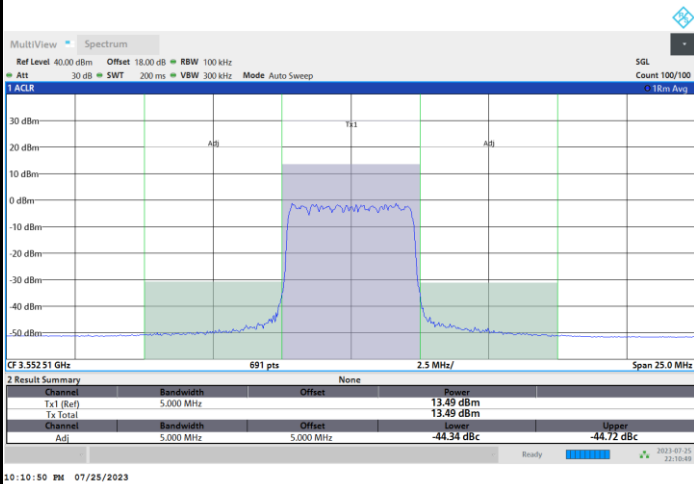 MultiView Spectrum
Ref Level 40.00 dBm Offset 18.00 dB RBW 100 kHz SGL
Att 30 dB SWT 200 ms VBW 300 kHz Mode Auto Sweep Count 100/100
1 ACLR 1Rm Avg
30 dBm
Tx1
20 dBm
Adj Adj
10 dBm
0 dBm
-10 dBm
-20 dBm
-30 dBm
-40 dBm
-50 dBm
CF 3.552 51 GHz 691 pts 2.5 MHz/ Span 25.0 MHz
2 Result Summary None
Channel Bandwidth Offset Power
Tx1 (Ref) 5.000 MHz 13.49 dBm
Tx Total 13.49 dBm
Channel Bandwidth Offset Lower Upper
Adj 5.000 MHz 5.000 MHz -44.34 dBc -44.72 dBc
Ready 2023-07-25
22:10:49
10:10:50 PM 07/25/2023